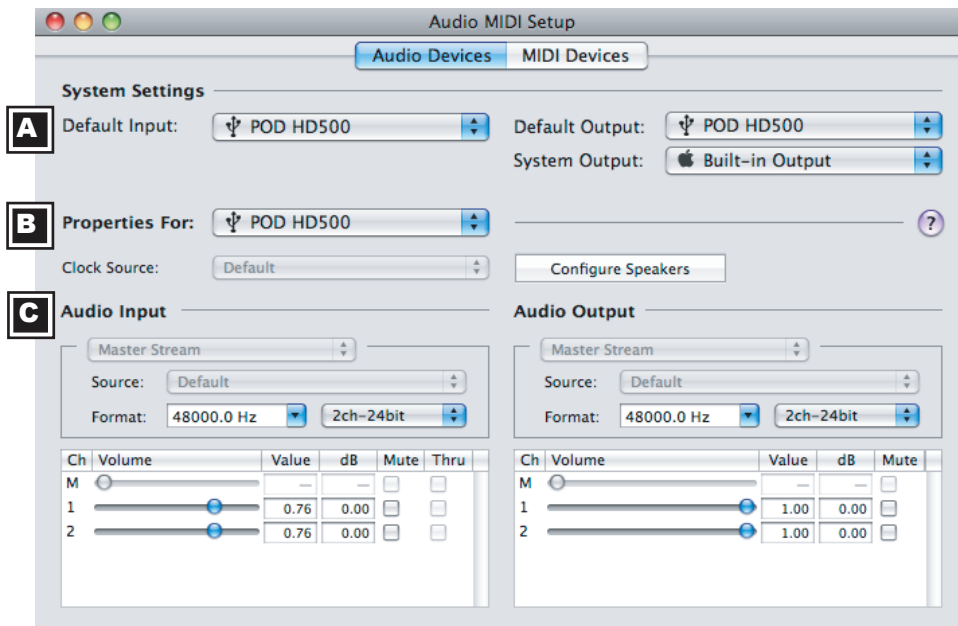 Audio MIDI Setup
Audio Devices MIDI Devices
System Settings
A Default Input: POD HD500 Default Output: POD HD500
System Output: Built-in Output
B Properties For: POD HD500 ?
Clock Source: Default Configure Speakers
C Audio Input Audio Output
Master Stream Master Stream
Source: Default Source: Default
Format: 48000.0 Hz 2ch-24bit Format: 48000.0 Hz 2ch-24bit
Ch Volume Value dB Mute Thru Ch Volume Value dB Mute
M — — M — —
1 0.76 0.00 1 1.00 0.00
2 0.76 0.00 2 1.00 0.00